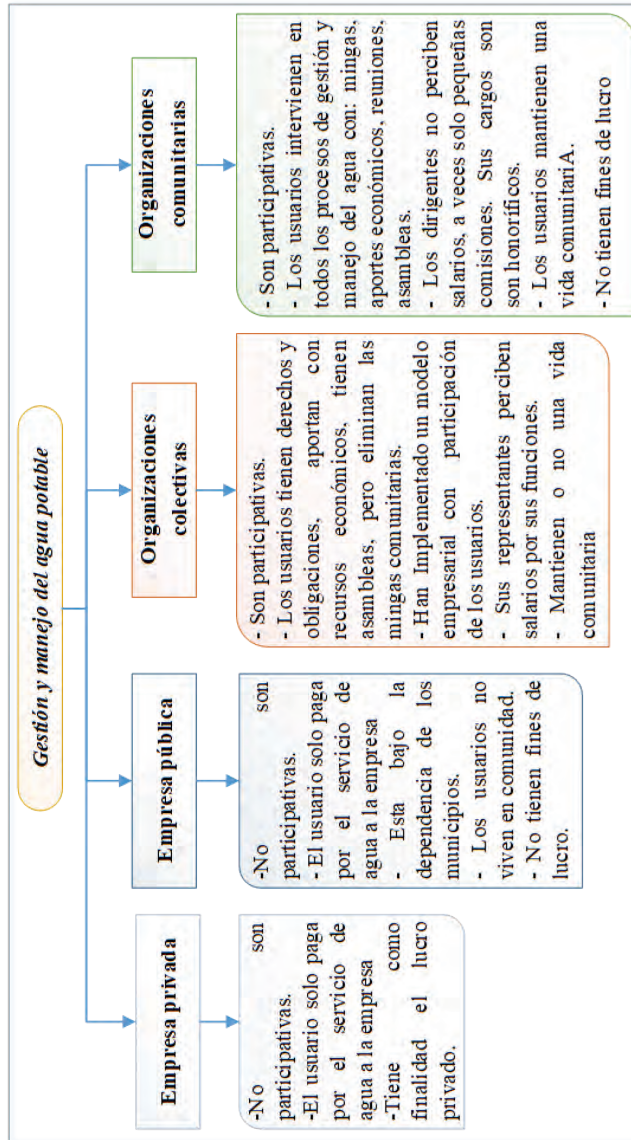 Gestión y manejo del agua potable
Empresa privada
-No son
participativas.
-El usuario solo paga
por el servicio de
agua a la empresa
-Tiene como
finalidad el lucro
privado.
Empresa pública
-No son
participativas.
- El usuario solo paga
por el servicio de
agua a la empresa
- Esta bajo la
dependencia de los
municipios.
- Los usuarios no
viven en comunidad.
- No tienen fines de
lucro.
Organizaciones
colectivas
- Son participativas.
- Los usuarios tienen derechos y
obligaciones, aportan con
recursos económicos, tienen
asambleas, pero eliminan las
mingas comunitarias.
- Han Implementado un modelo
empresarial con participación
de los usuarios.
- Sus representantes perciben
salarios por sus funciones.
- Mantienen o no una vida
comunitaria
Organizaciones
comunitarias
- Son participativas.
- Los usuarios intervienen en
todos los procesos de gestión y
manejo del agua con: mingas,
aportes económicos, reuniones,
asambleas.
- Los dirigentes no perciben
salarios, a veces solo pequeñas
comisiones. Sus cargos son
son honoríficos.
- Los usuarios mantienen una
vida comunitariA.
- No tienen fines de lucro